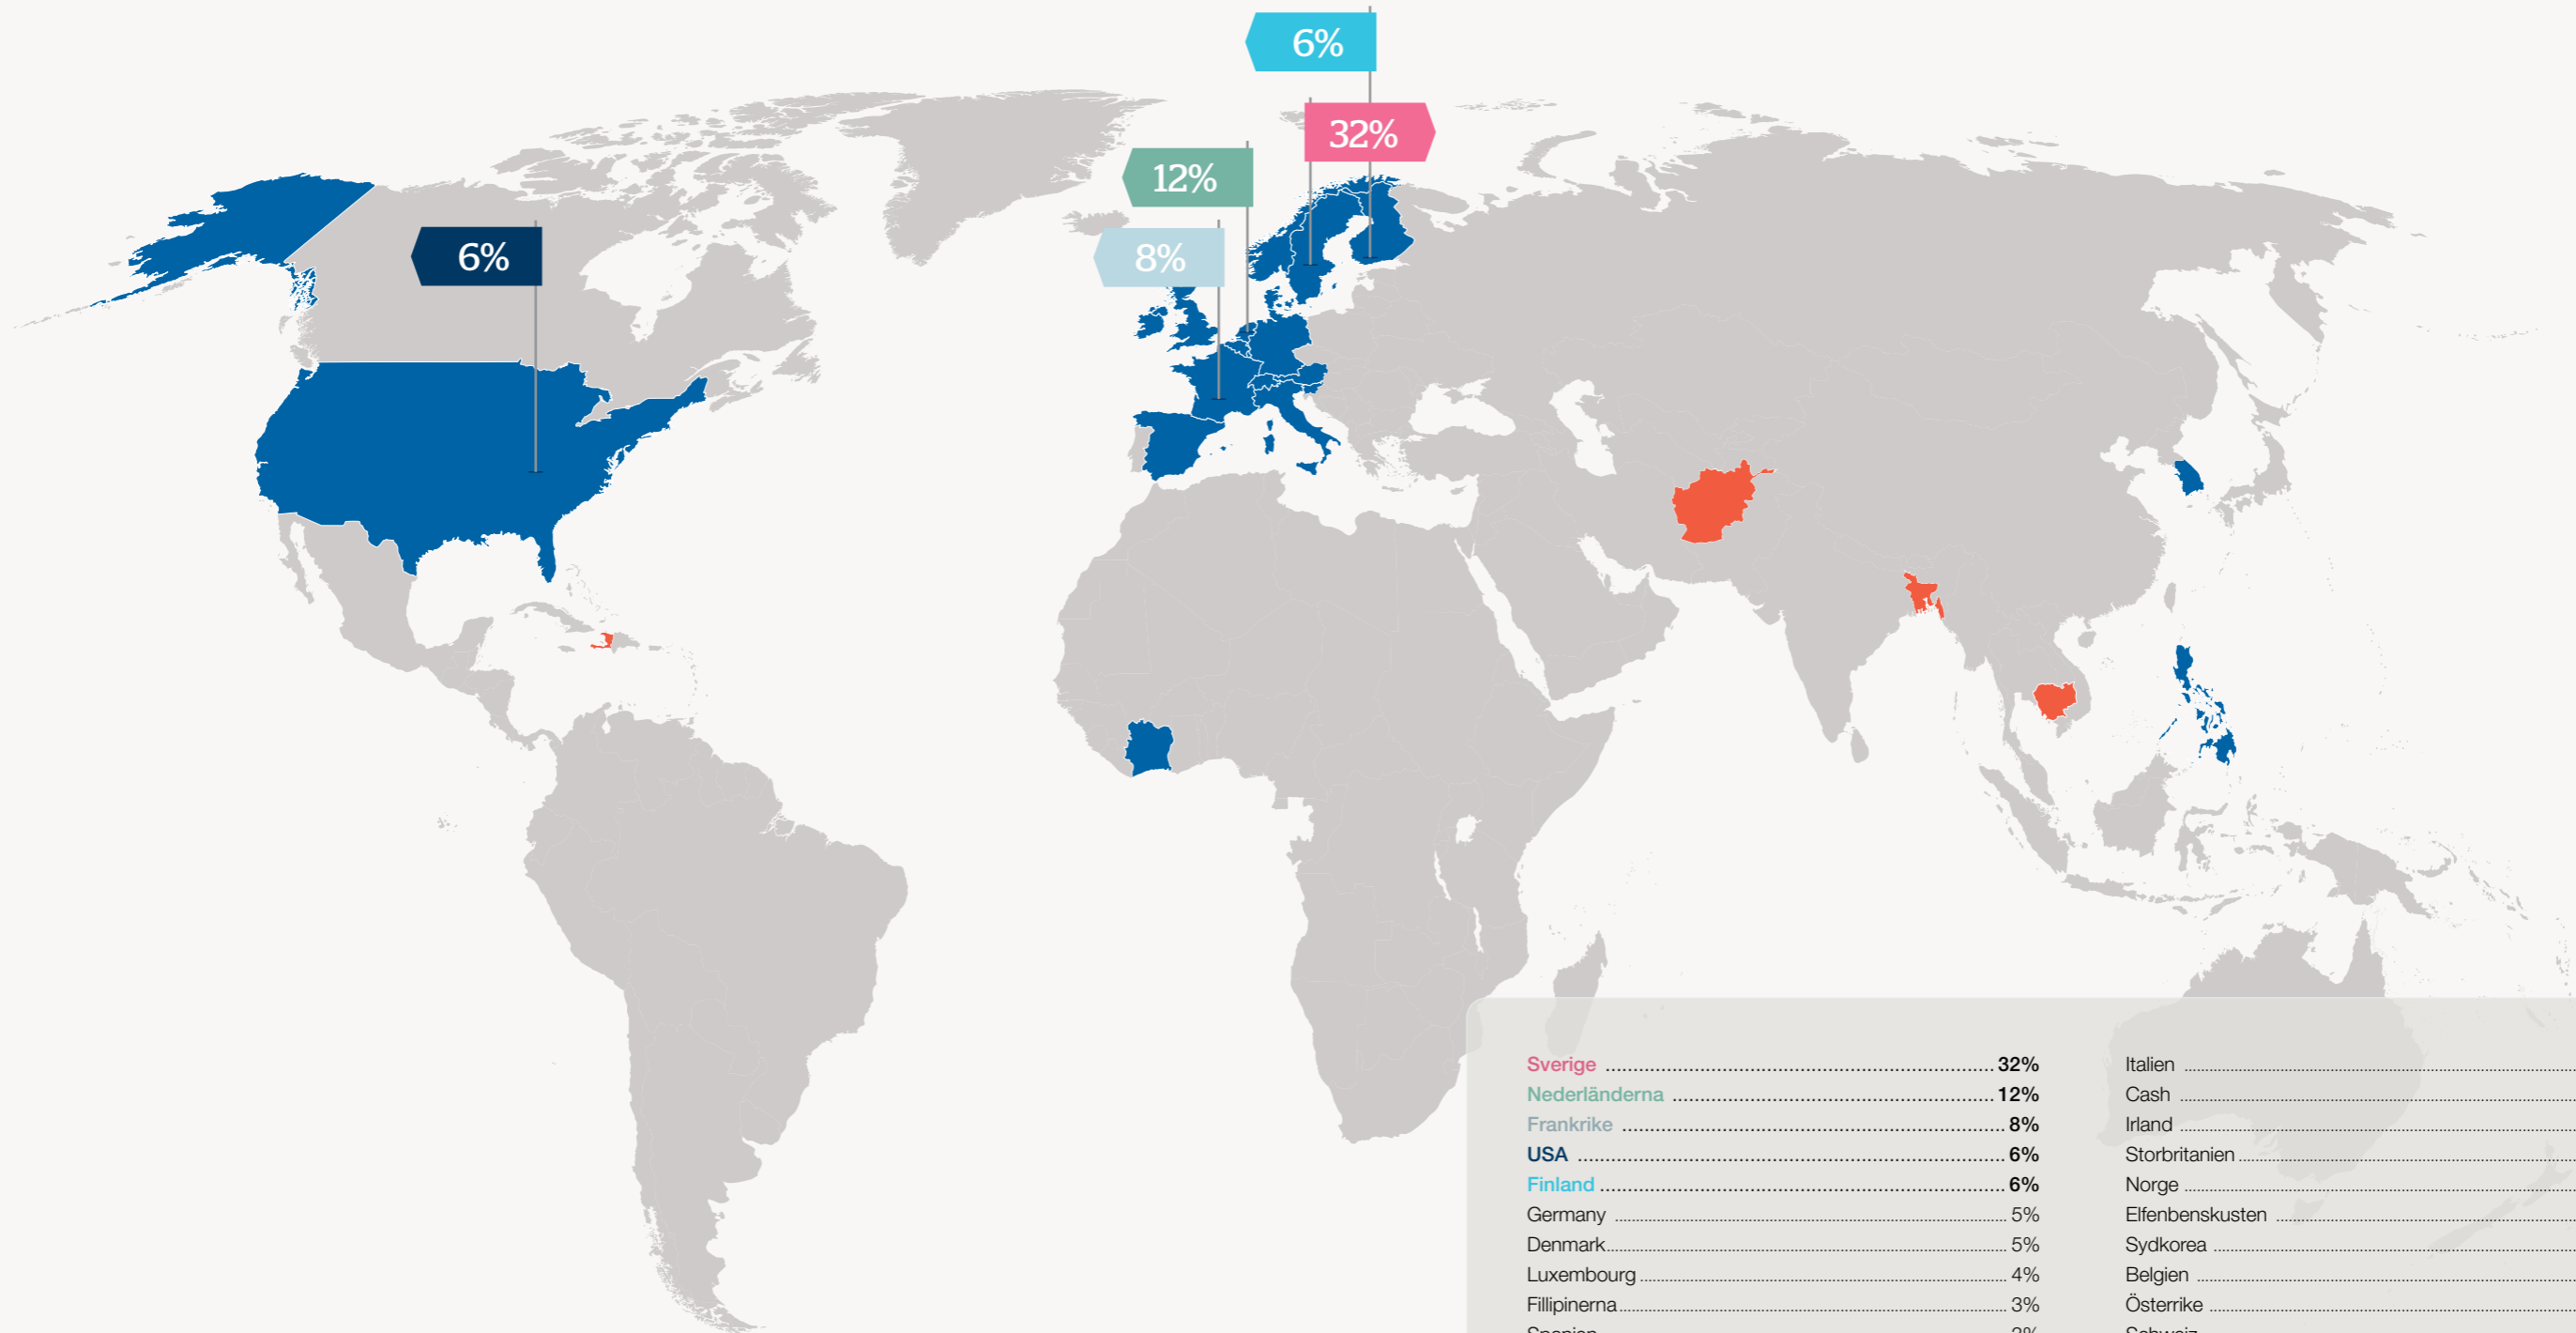 6%
32%
12%
8%
6%
Sverige 32%
Nederländerna 12%
Frankrike 8%
USA 6%
Finland 6%
Germany 5%
Denmark 5%
Luxembourg 4%
Fillipinerna 3%
Italien
Cash
Irland
Storbritanien
Norge
Elfenbenskusten
Sydkorea
Belgien
Österrike